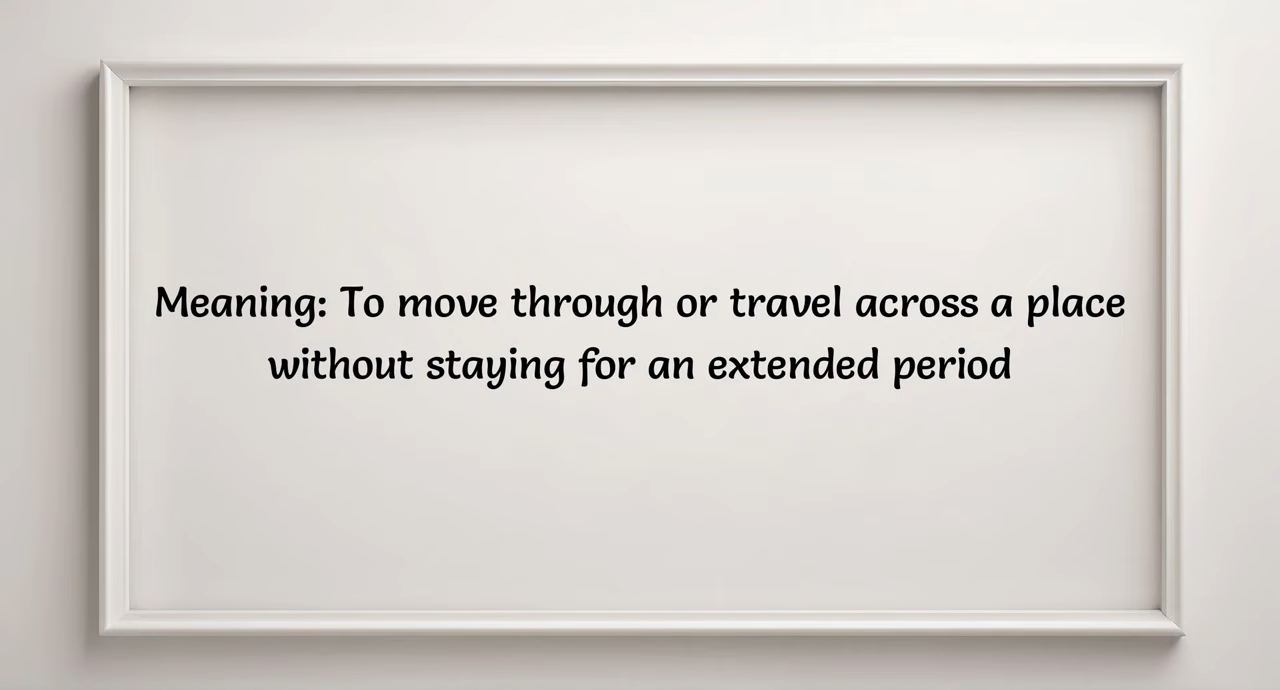 Meaning: To move through or travel across a place
without staying for an extended period